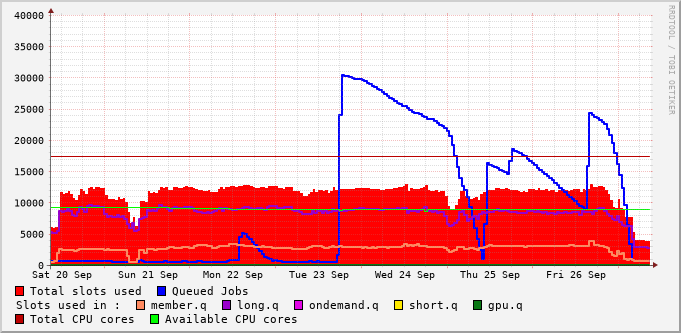 RRDTOOL / TOBI OETIKER
40000
35000
30000
25000
20000
15000
10000
5000
0
Sat 20 Sep Sun 21 Sep Mon 22 Sep Tue 23 Sep Wed 24 Sep Thu 25 Sep Fri 26 Sep
Total slots used Queued Jobs
Slots used in : member.q long.q ondemand.q short.q gpu.q
Total CPU cores Available CPU cores